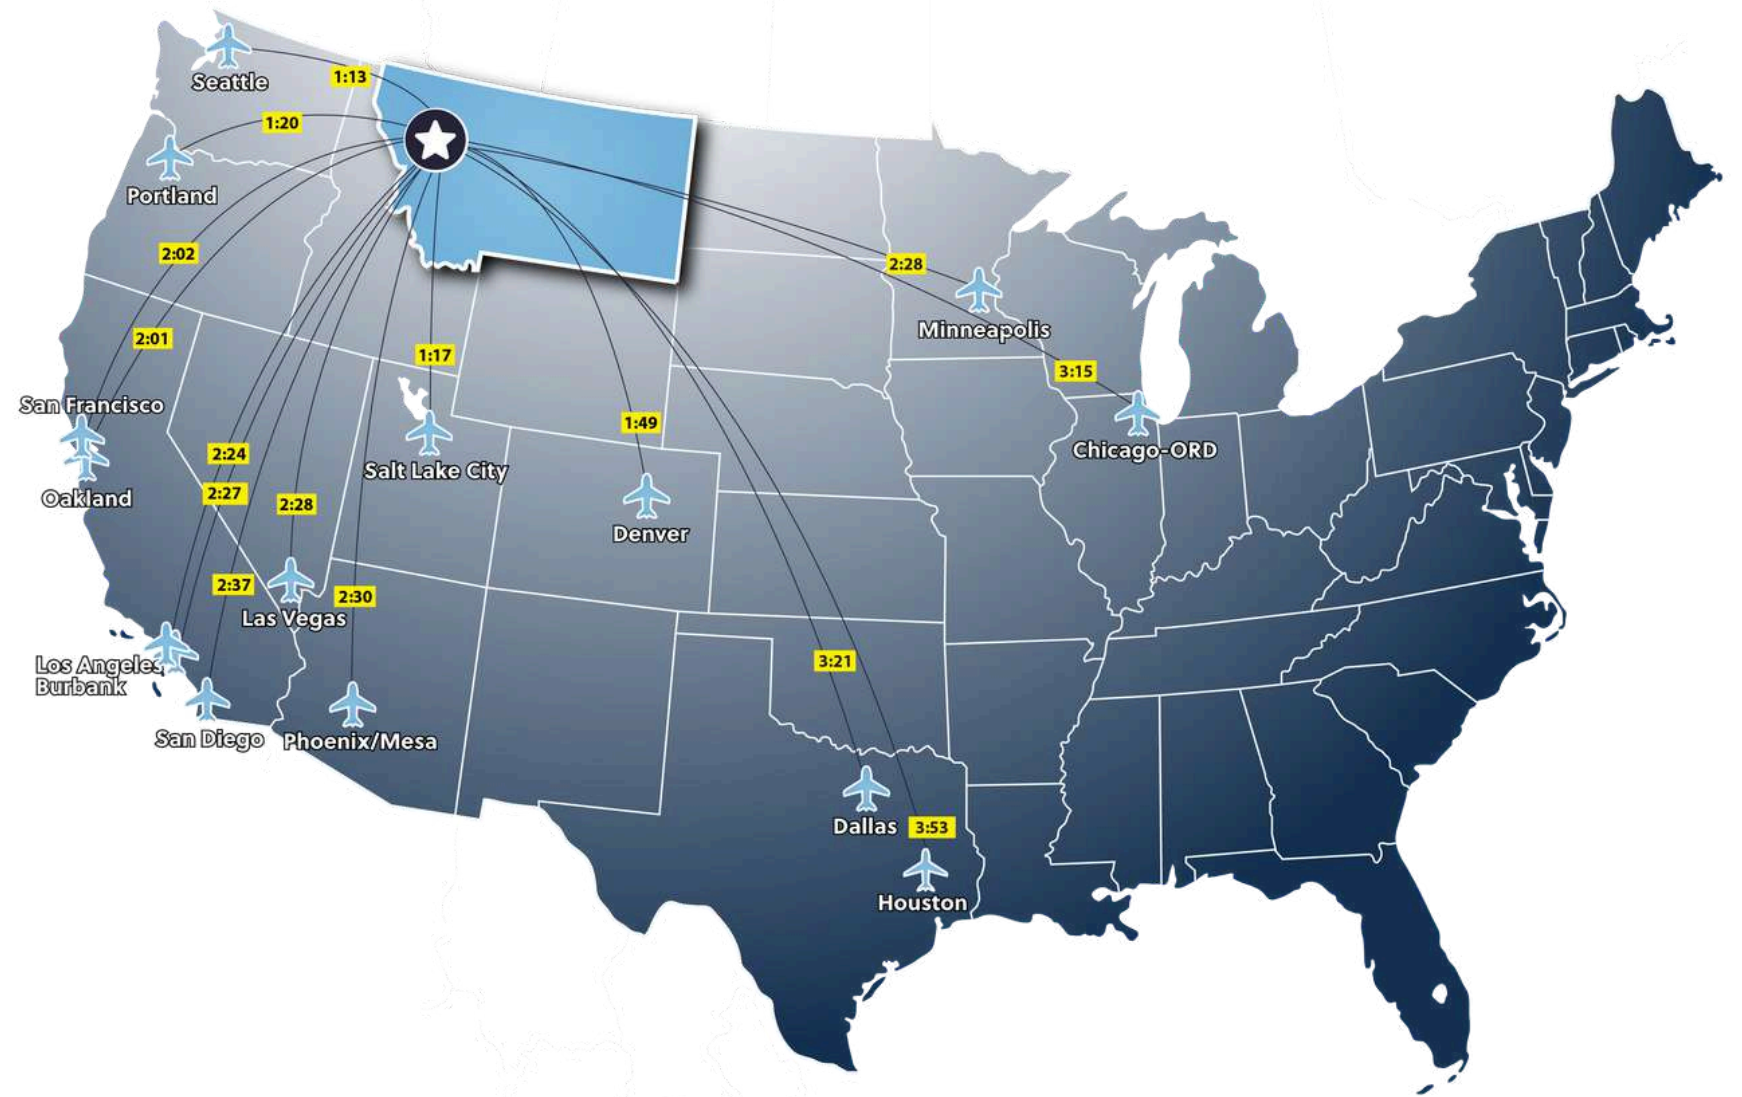 Seattle
1:13
1:20
Portland
2:02
2:28
Minneapolis
2:01
1:17
3:15
San Francisco
1:49
Chicago-ORD
2:24
Salt Lake City
2:27
Oakland
2:28
Denver
2:37
2:30
Las Vegas
Los Angeles
Burbank
3:21
San Diego
Phoenix/Mesa
Dallas
3:53
Houston